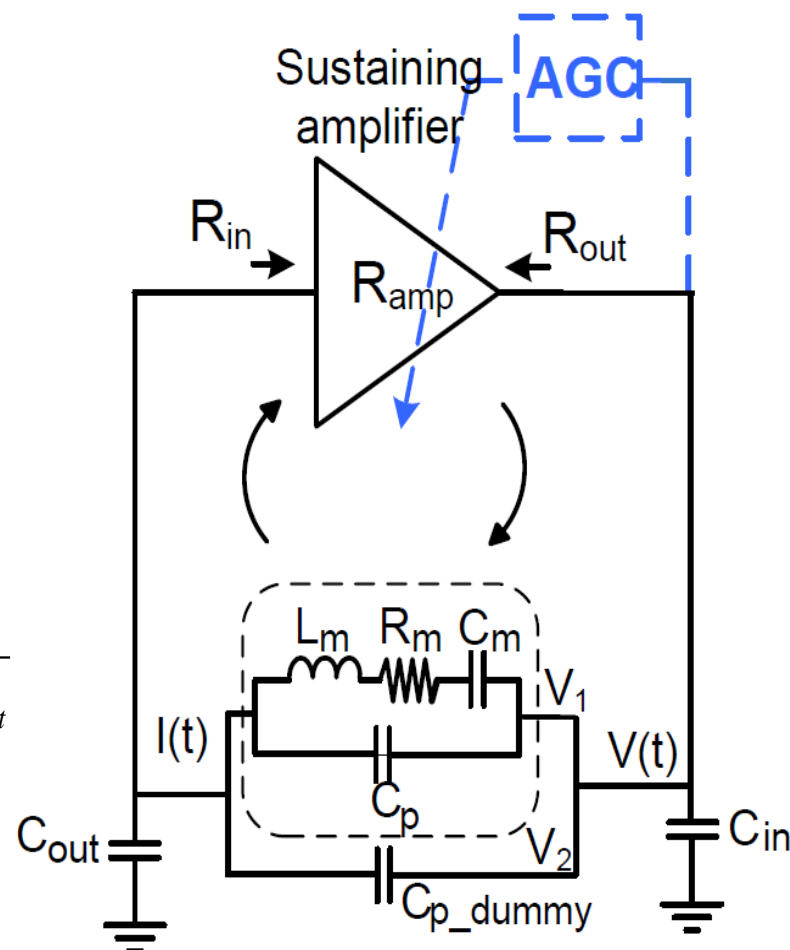 Sustaining
amplifier
AGC
Rin
Rout
Ramp
Lm Rm Cm
V1
I(t)
V(t)
t
Cp
Cout
Cin
V2
Cp_dummy